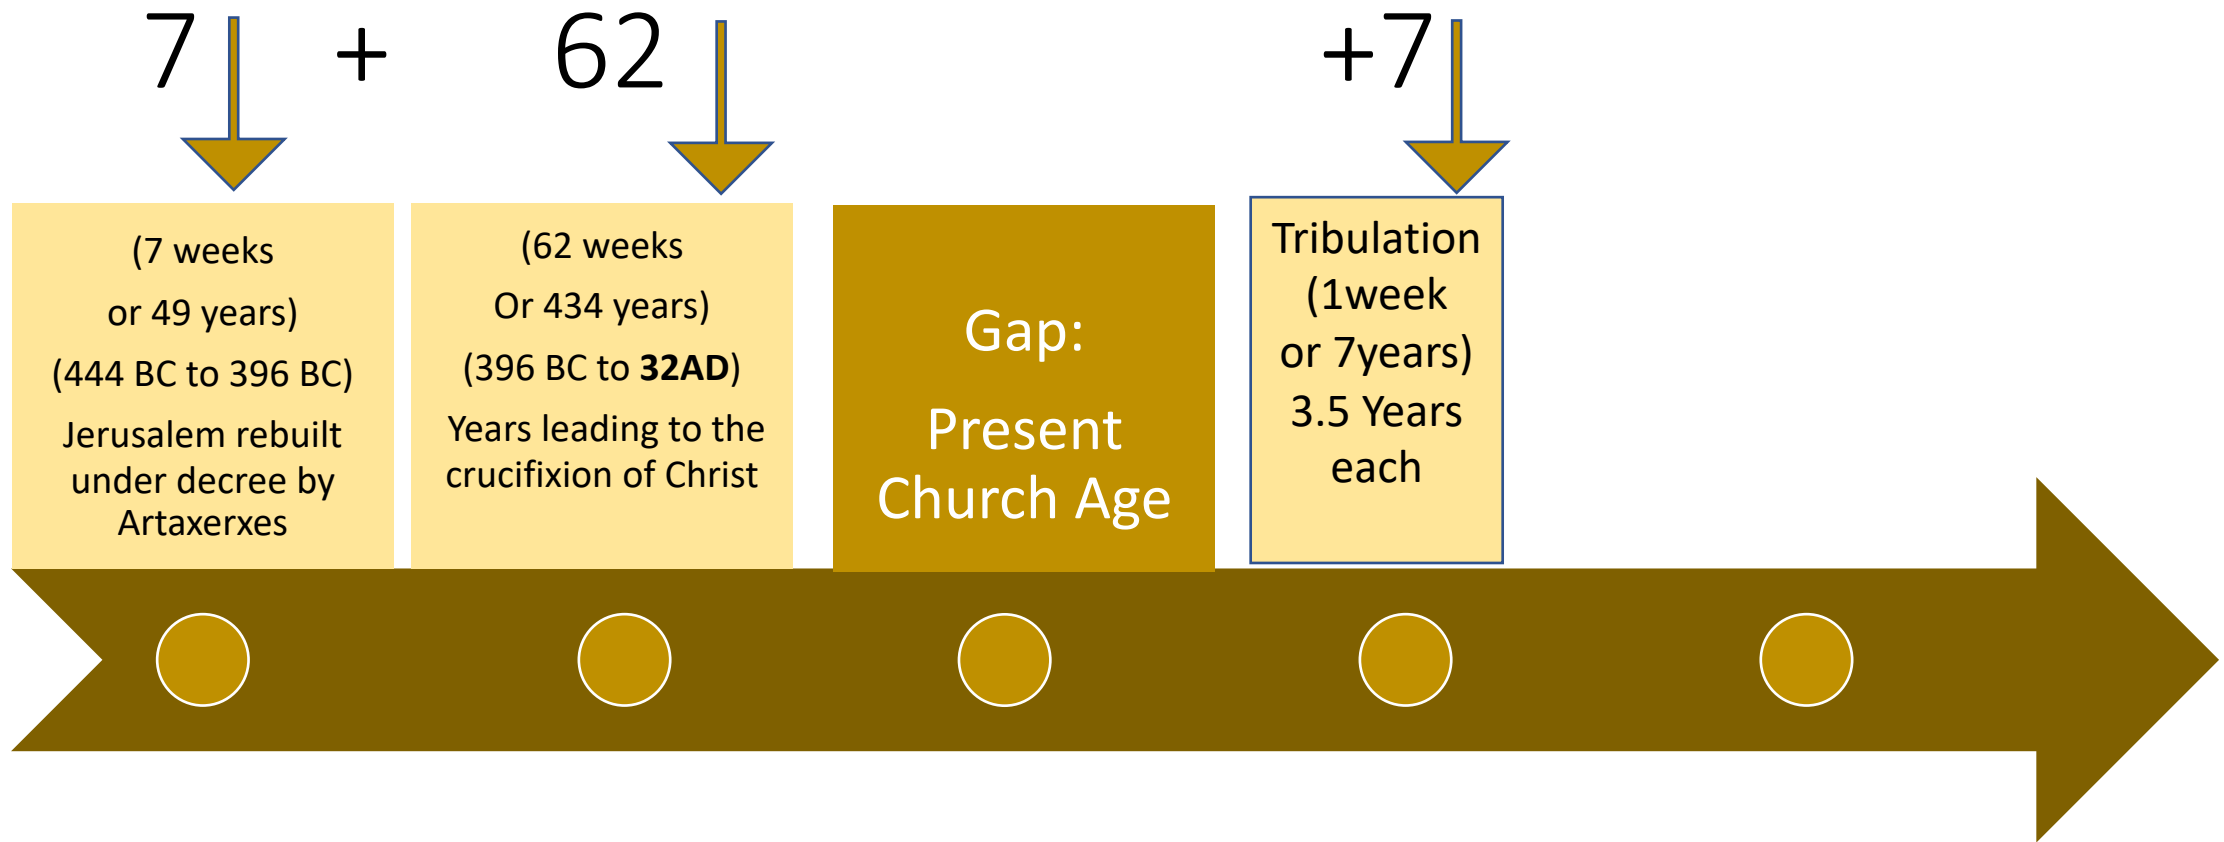 7 + 62 +7
(7 weeks
or 49 years)
(444 BC to 396 BC)
Jerusalem rebuilt
under decree by
Artaxerxes
(62 weeks
Or 434 years)
(396 BC to 32AD)
Years leading to the
crucifixion of Christ
Gap:
Present
Church Age
Tribulation
(1week
or 7years)
3.5 Years
each